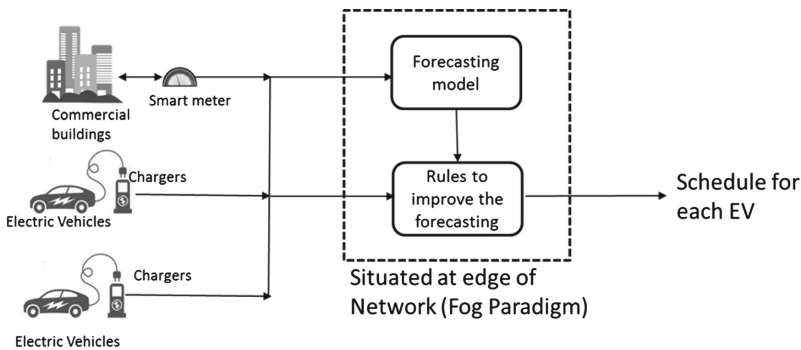 Commercial
buildings
Smart meter
Forecasting
model
Chargers
Electric Vehicles
Rules to
improve the
forecasting
Schedule for
each EV
Chargers
Electric Vehicles
Situated at edge of
Network (Fog Paradigm)